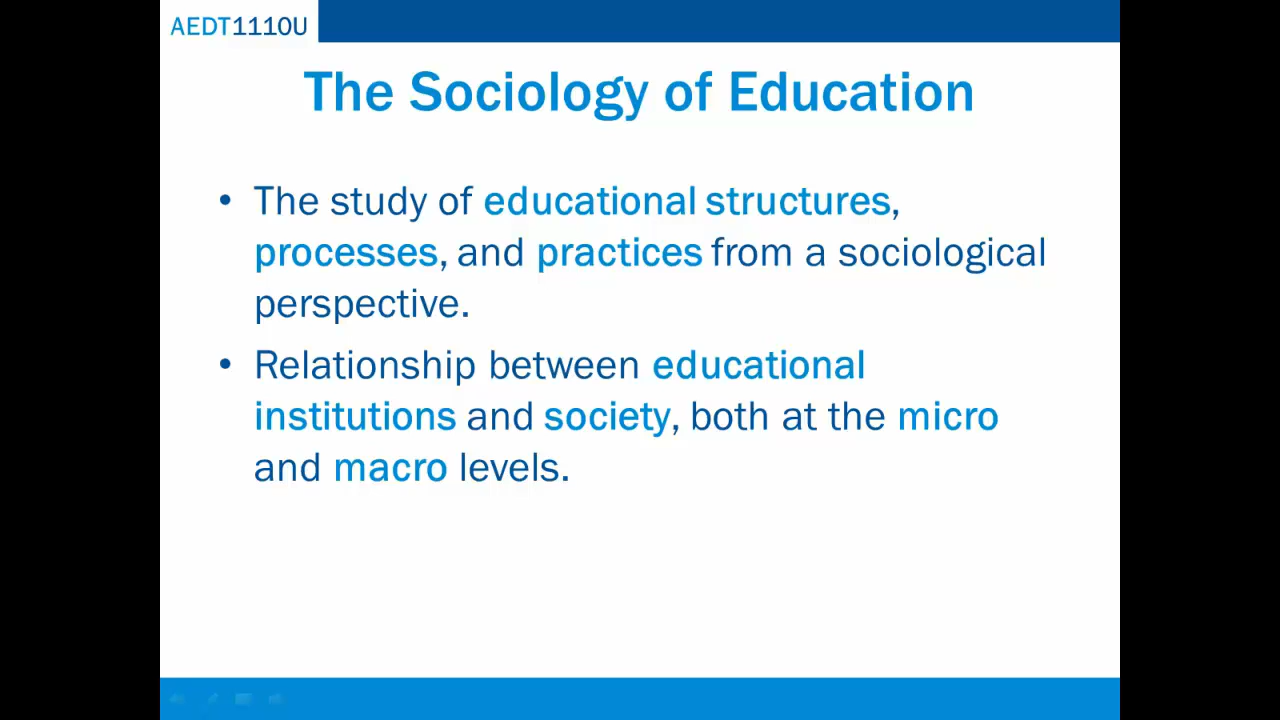 AEDT1110U
The Sociology of Education
• The study of educational structures,
processes, and practices from a sociological
perspective.
• Relationship between educational
institutions and society, both at the micro
and macro levels.